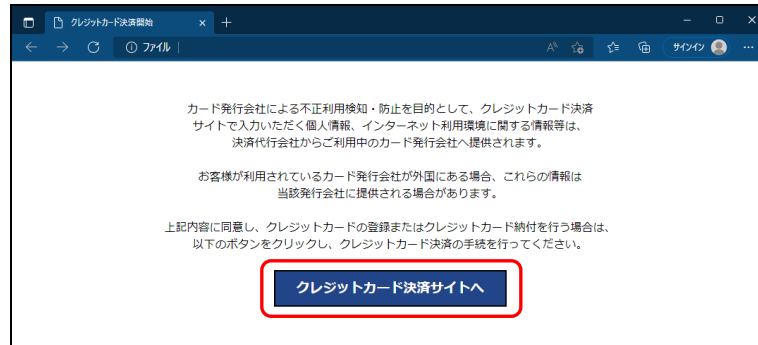 クレジットカード決済開始
ファイル
サインイン
カード発行会社による不正利用検知・防止を目的として、クレジットカード決済
サイトで入力いただく個人情報、インターネット利用環境に関する情報等は、
決済代行会社からご利用中のカード発行会社へ提供されます。
お客様が利用されているカード発行会社が外国にある場合、これらの情報は
当該発行会社に提供される場合があります。
上記内容に同意し、クレジットカードの登録またはクレジットカード納付を行う場合は、
以下のボタンをクリックし、クレジットカード決済の手続を行ってください。
クレジットカード決済サイトへ